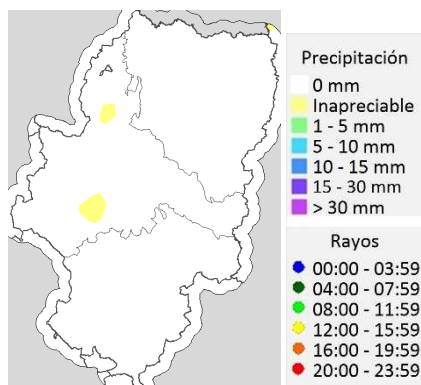 Precipitación
0 mm
Inapreciable
1 - 5 mm
5 - 10 mm
10 - 15 mm
15 - 30 mm
> 30 mm
Rayos
00:00 - 03:59
04:00 - 07:59
08:00 - 11:59
12:00 - 15:59
16:00 - 19:59
20:00 - 23:59